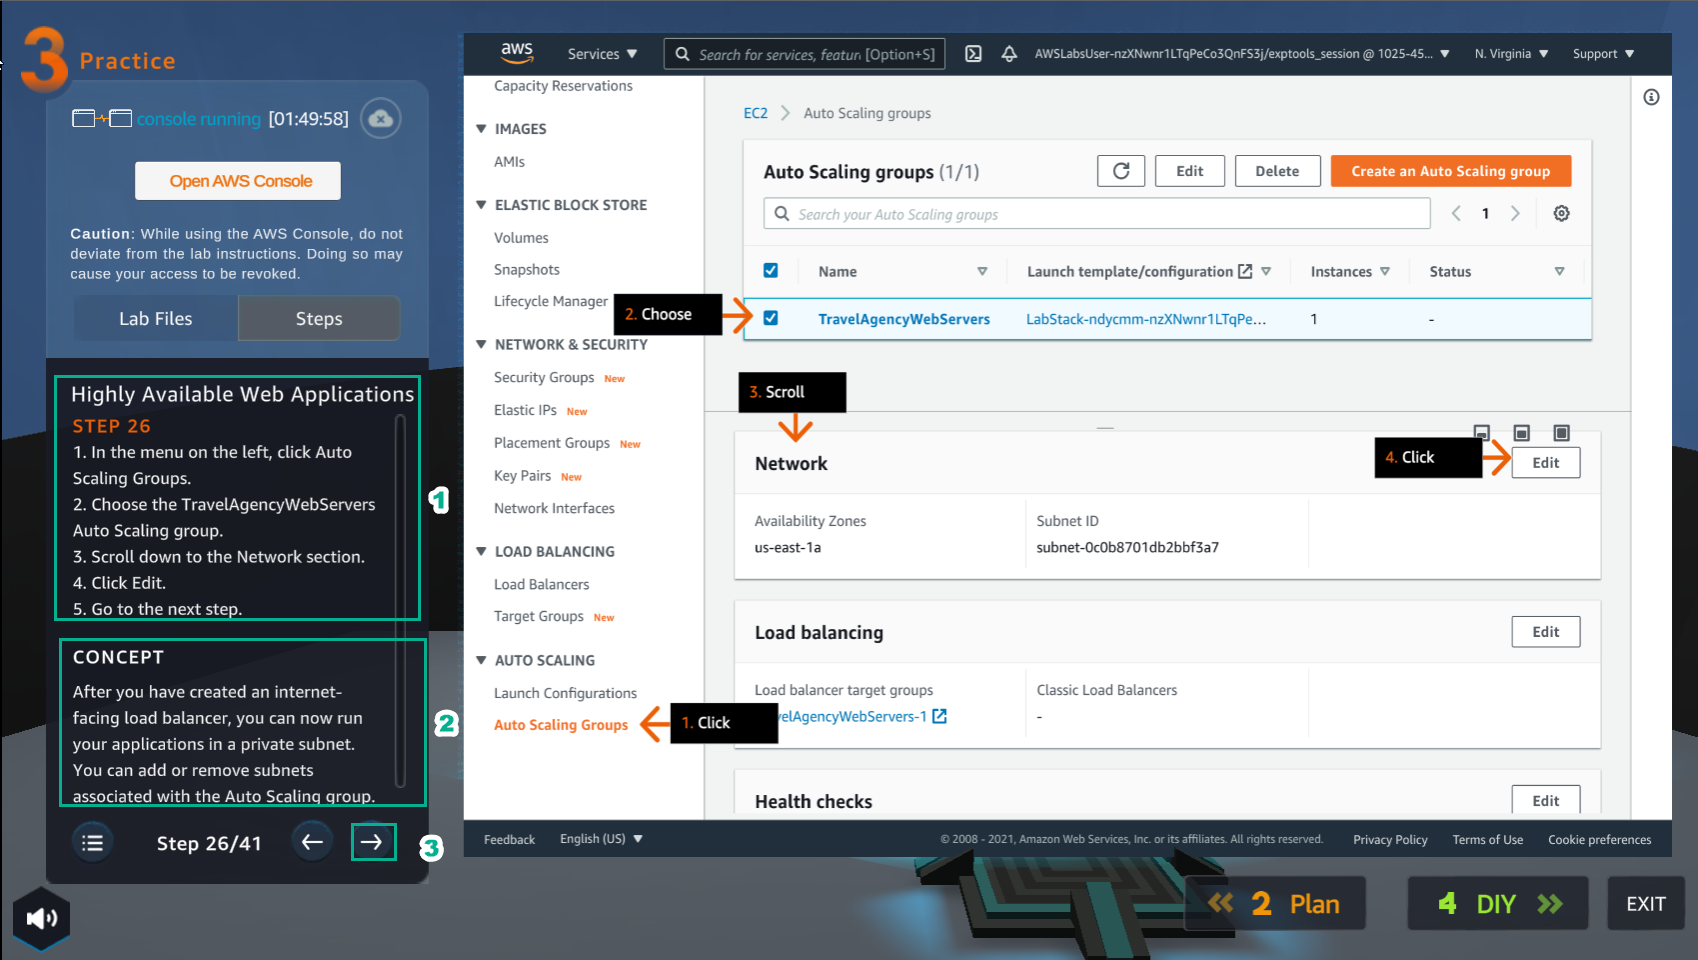 3 Practice
console running [01:49:58]
Open AWS Console
Caution: While using the AWS Console, do not
deviate from the lab instructions. Doing so may
cause your access to be revoked.
Lab Files
Steps
Highly Available Web Applications
STEP 26
1. In the menu on the left, click Auto
Scaling Groups.
2. Choose the TravelAgencyWebServers
Auto Scaling group.
3. Scroll down to the Network section.
4. Click Edit.
5. Go to the next step.
1
CONCEPT
After you have created an internet-
facing load balancer, you can now run
your applications in a private subnet.
You can add or remove subnets
associated with the Auto Scaling group.
2
Step 26/41
3
aws
Services
Search for services, featur [Option+S]
AWSLabsUser-nzXNwnr1LTqPeCo3QnFS3j/exptools_session @ 1025-45...
N. Virginia
Support
Capacity Reservations
IMAGES
AMIs
ELASTIC BLOCK STORE
Volumes
Snapshots
Lifecycle Manager
NETWORK & SECURITY
Security Groups New
Elastic IPs New
Placement Groups New
Key Pairs New
Network Interfaces
LOAD BALANCING
Load Balancers
Target Groups New
AUTO SCALING
Launch Configurations
Auto Scaling Groups
1. Click
EC2 > Auto Scaling groups
Auto Scaling groups (1/1)
Edit
Delete
Create an Auto Scaling group
Search your Auto Scaling groups
1
Name
Launch template/configuration
Instances
Status
2. Choose
TravelAgencyWebServers
LabStack-ndycmm-nzXNwnr1LTqPe...
1
-
3. Scroll
Network
4. Click
Edit
Availability Zones
us-east-1a
Subnet ID
subnet-0c0b8701db2bbf3a7
Load balancing
Edit
Load balancer target groups
velAgencyWebServers-1
Classic Load Balancers
-
Health checks
Edit
Feedback
English (US)
© 2008 - 2021, Amazon Web Services, Inc. or its affiliates. All rights reserved.
Privacy Policy
Terms of Use
Cookie preferences
2 Plan
4 DIY
EXIT